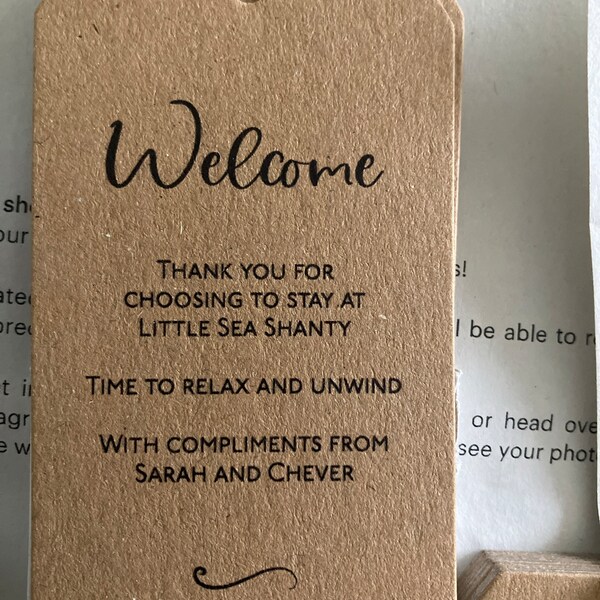 Welcome
THANK YOU FOR
CHOOSING TO STAY AT
LITTLE SEA SHANTY
TIME TO RELAX AND UNWIND
WITH COMPLIMENTS FROM
SARAH AND CHEVER
be able to
or head
see your